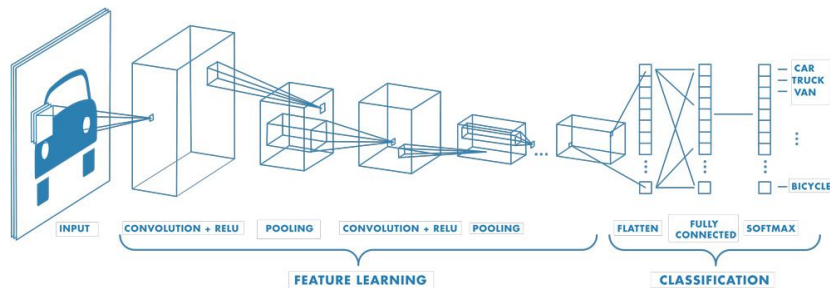 CAR
TRUCK
VAN
BICYCLE
INPUT
CONVOLUTION + RELU
POOLING
CONVOLUTION + RELU
POOLING
FLATTEN
FULLY
CONNECTED
SOFTMAX
FEATURE LEARNING
CLASSIFICATION